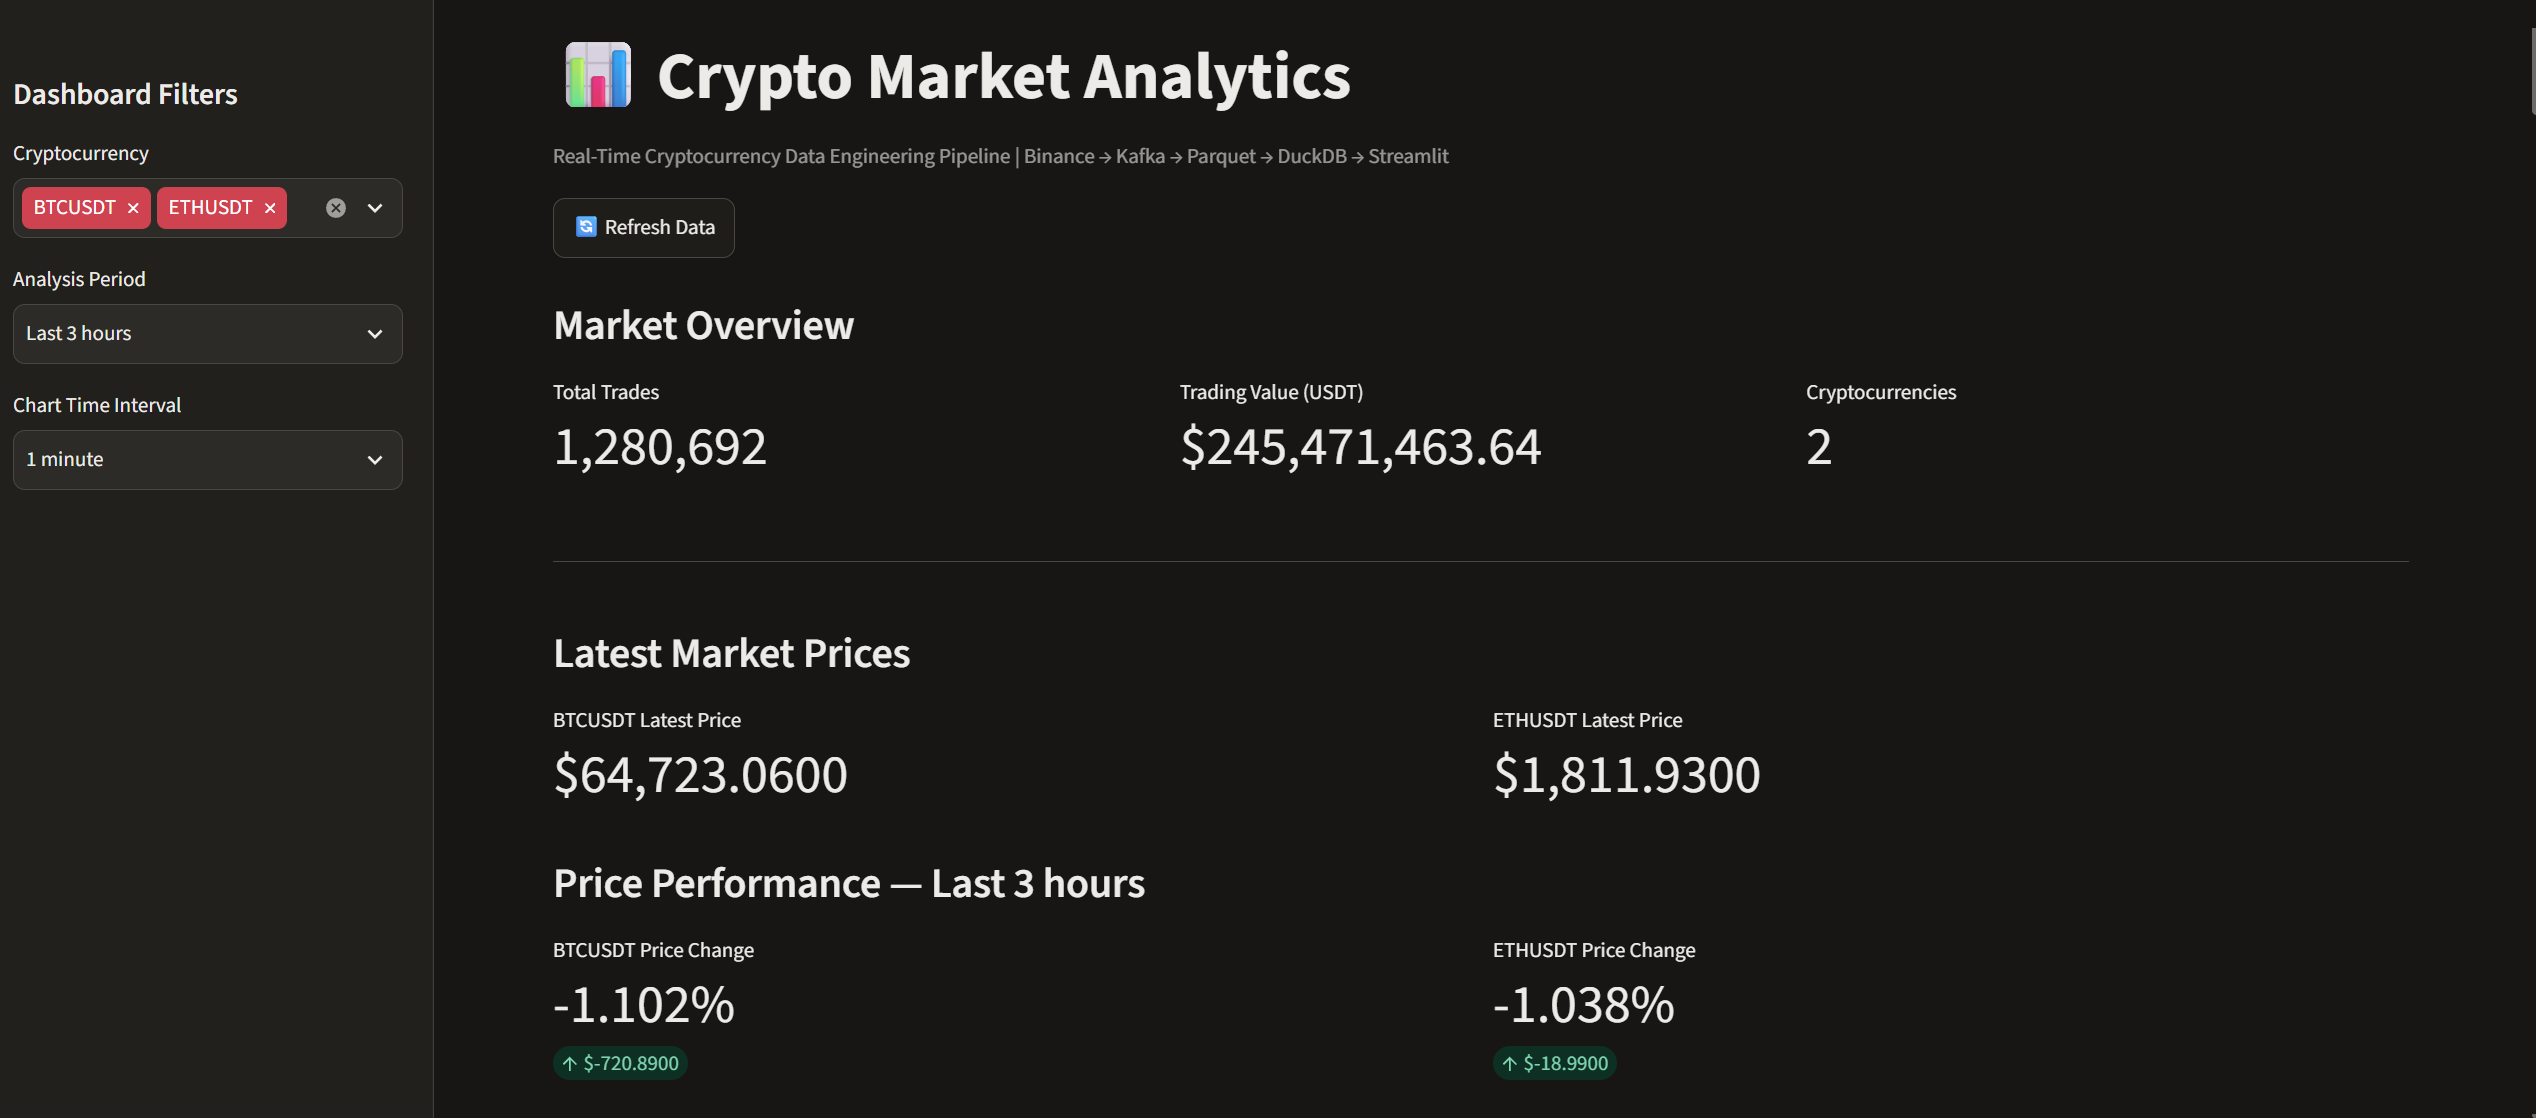 Dashboard Filters
Cryptocurrency
BTCUSDT × ETHUSDT ×
Analysis Period
Last 3 hours
Chart Time Interval
1 minute
Crypto Market Analytics
Real-Time Cryptocurrency Data Engineering Pipeline | Binance → Kafka → Parquet → DuckDB → Streamlit
Refresh Data
Market Overview
Total Trades
1,280,692
Trading Value (USDT)
$245,471,463.64
Cryptocurrencies
2
Latest Market Prices
BTCUSDT Latest Price
$64,723.0600
ETHUSDT Latest Price
$1,811.9300
Price Performance — Last 3 hours
BTCUSDT Price Change
-1.102%
↑ $-720.8900
ETHUSDT Price Change
-1.038%
↑ $-18.9900